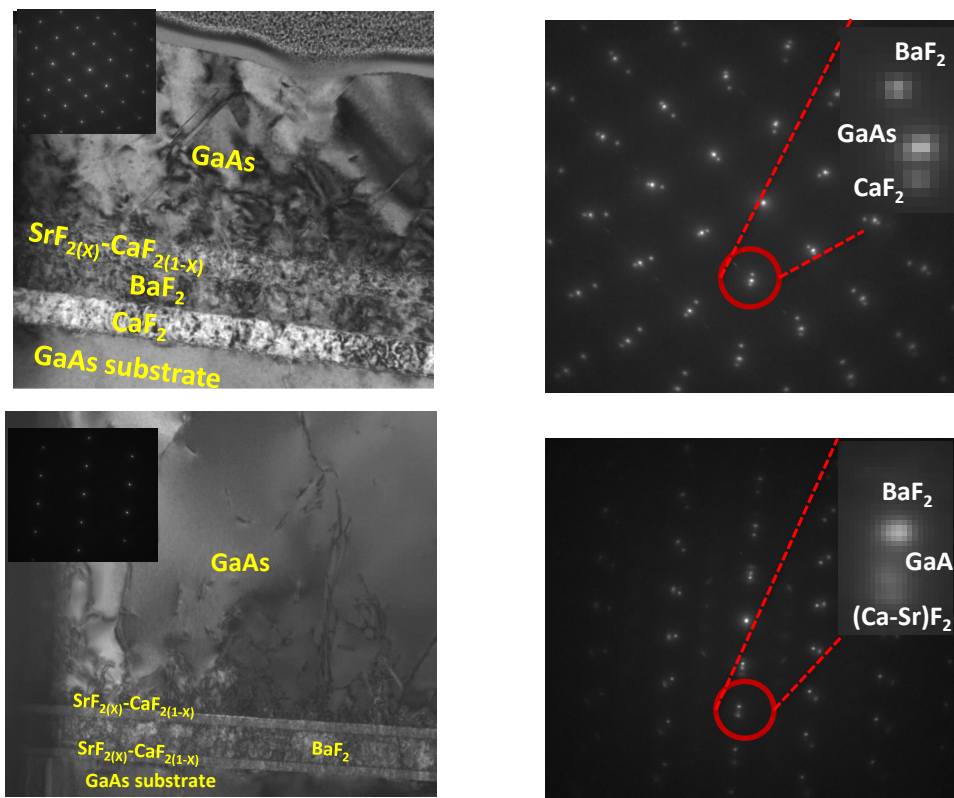 GaAs
SrF2(X)-CaF2(1-X)
BaF2
CaF2
GaAs substrate
BaF2
GaAs
CaF2
GaAs
SrF2(X)-CaF2(1-X)
SrF2(X)-CaF2(1-X)
BaF2
GaAs substrate
BaF2
GaA
(Ca-Sr)F2